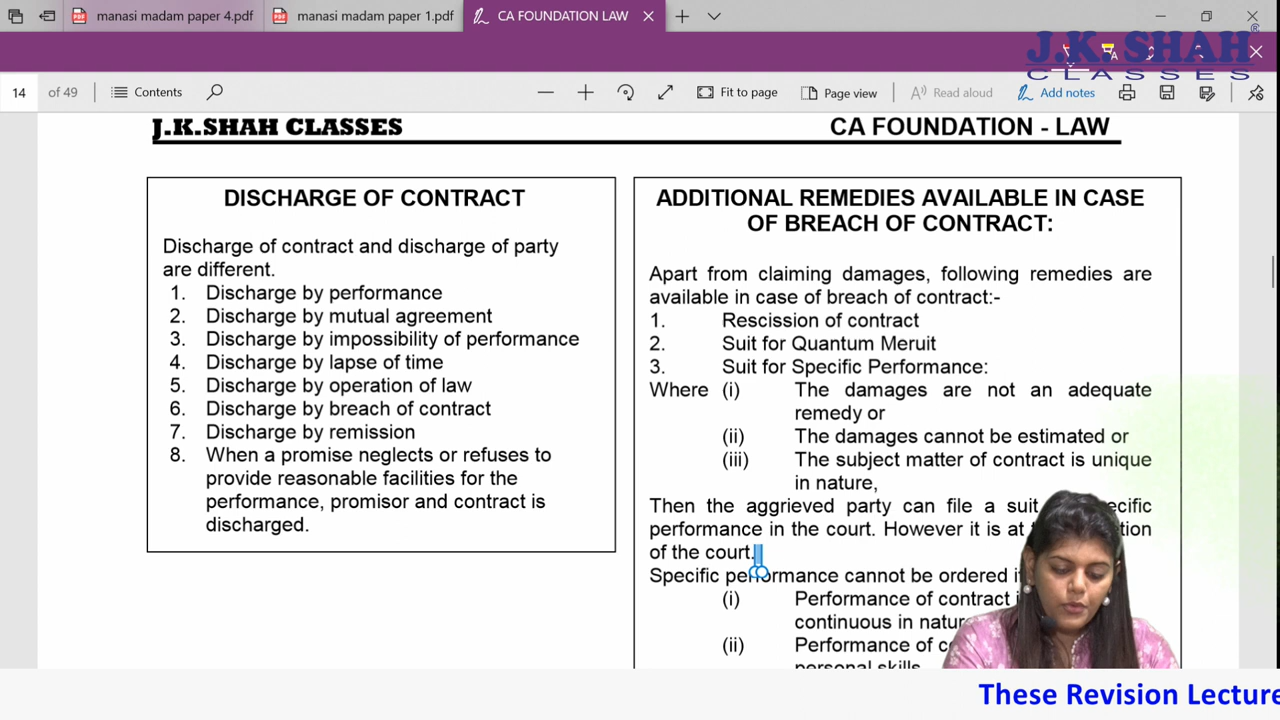 manasi madam paper 4.pdf
manasi madam paper 1.pdf
CA FOUNDATION LAW
J.K. SHAH®
CLASSES
14 of 49
Contents
Fit to page
Page view
Read aloud
Add notes
J.K.SHAH CLASSES
CA FOUNDATION - LAW
DISCHARGE OF CONTRACT
Discharge of contract and discharge of party
are different.
1. Discharge by performance
2. Discharge by mutual agreement
3. Discharge by impossibility of performance
4. Discharge by lapse of time
5. Discharge by operation of law
6. Discharge by breach of contract
7. Discharge by remission
8. When a promise neglects or refuses to
provide reasonable facilities for the
performance, promisor and contract is
discharged.
ADDITIONAL REMEDIES AVAILABLE IN CASE
OF BREACH OF CONTRACT:
Apart from claiming damages, following remedies are
available in case of breach of contract:-
1. Rescission of contract
2. Suit for Quantum Meruit
3. Suit for Specific Performance:
Where (i) The damages are not an adequate
remedy or
(ii) The damages cannot be estimated or
(iii) The subject matter of contract is unique
in nature,
Then the aggrieved party can file a suit
performance in the court. However it is at
of the court.
Specific performance cannot be ordered
(i) Performance of contract
continuous in
(ii) Performance of
personal skills
These Revision Lecture